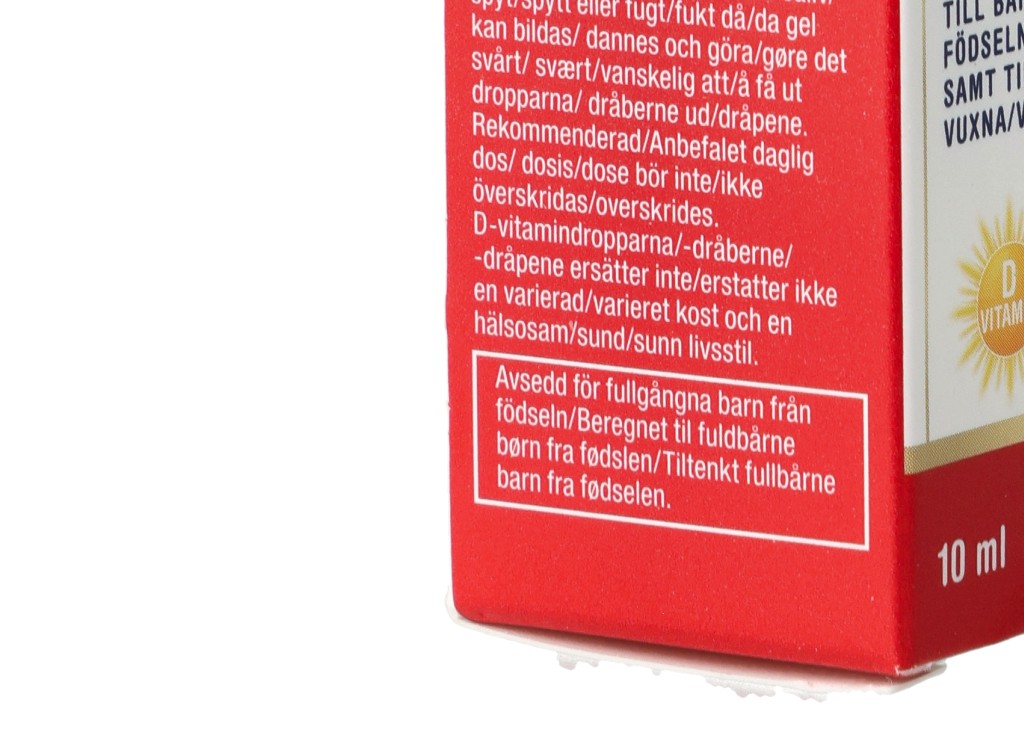 spyt/spytt eller fugt/fukt då/da gel
kan bildas/ dannes och göra/gøre det
svårt/ svært/vanskelig att/å få ut
dropparna/ dråberne ud/dråpene.
Rekommenderad/Anbefalet daglig
dos/ dosis/dose bör inte/ikke
överskridas/overskrides.
D-vitamindropparna/-dråberne/
-dråpene ersätter inte/erstatter ikke
en varierad/varieret kost och en
hälsosam/sund/sunn livsstil.
Avsedd för fullgångna barn från
födseln/Beregnet til fuldbårne
børn fra fødslen/Tiltenkt fullbårne
barn fra fødselen.
TILL
FÖDSELN
SAMT
VUXNA/
D
VITAM
10 ml